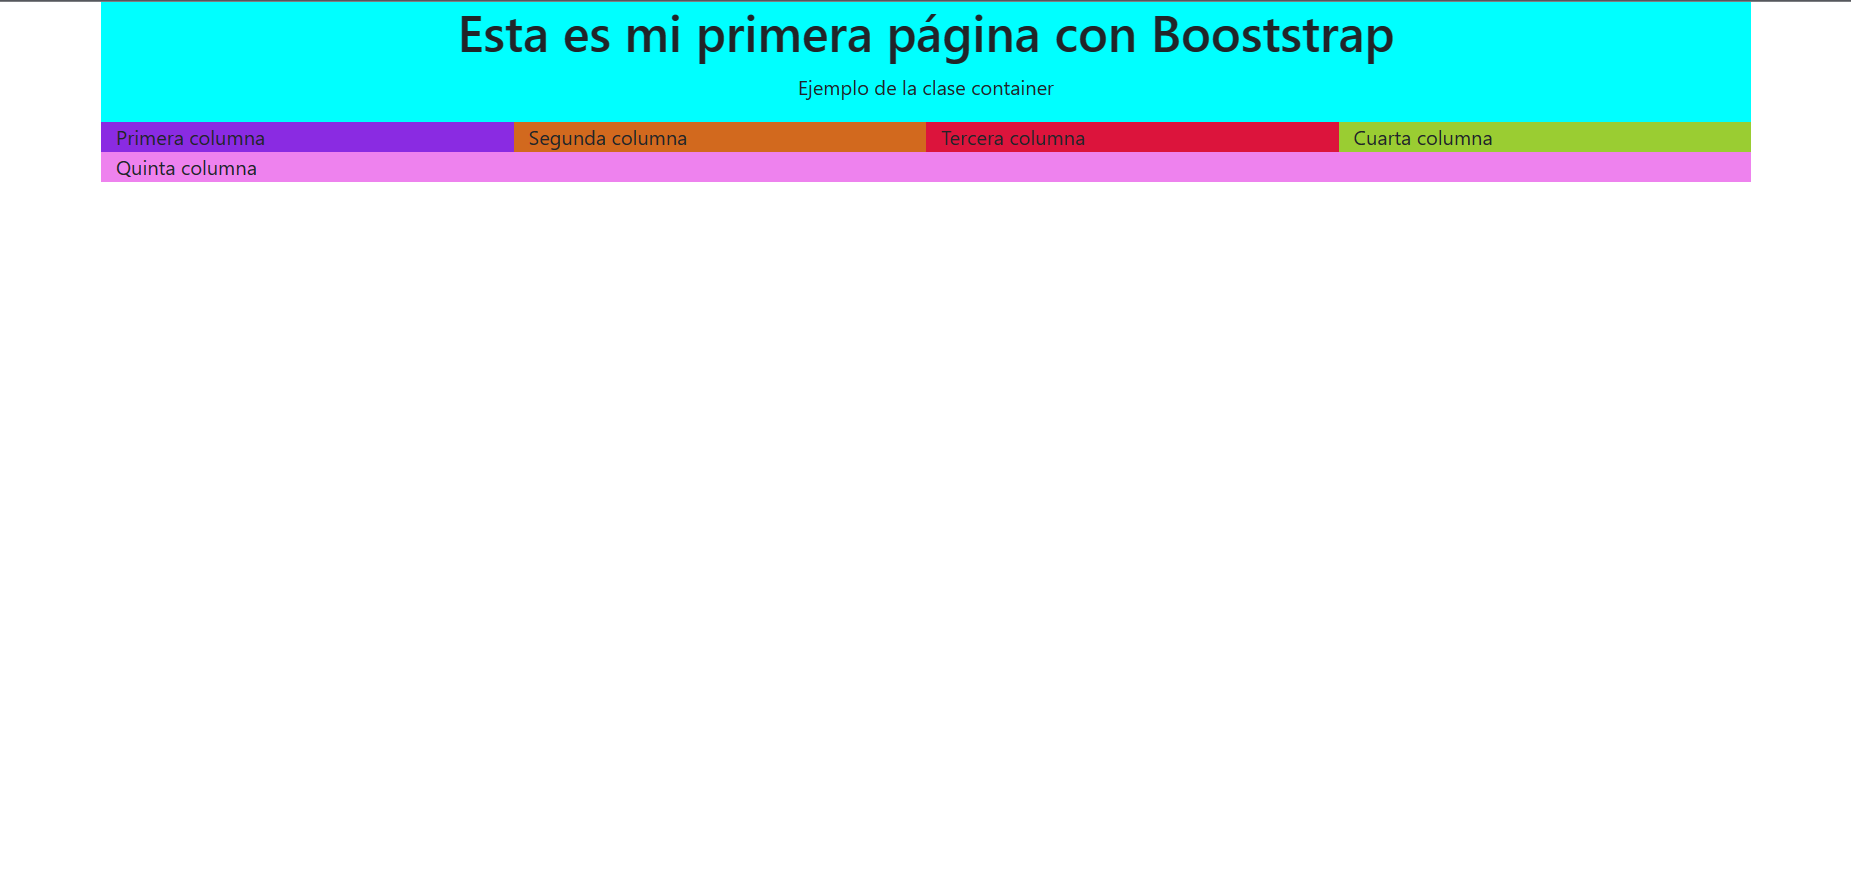 Esta es mi primera página con Booststrap
Ejemplo de la clase container
Primera columna Segunda columna Tercera columna Cuarta columna
Quinta columna